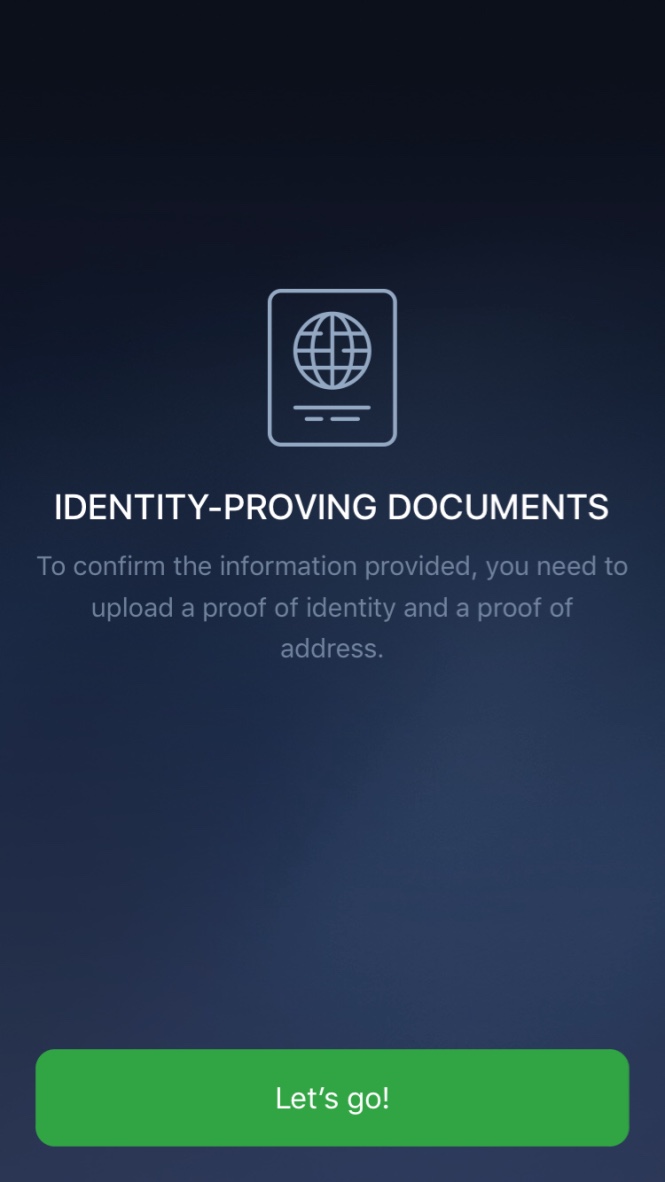 IDENTITY-PROVING DOCUMENTS
To confirm the information provided, you need to
upload a proof of identity and a proof of
address.
Let’s go!